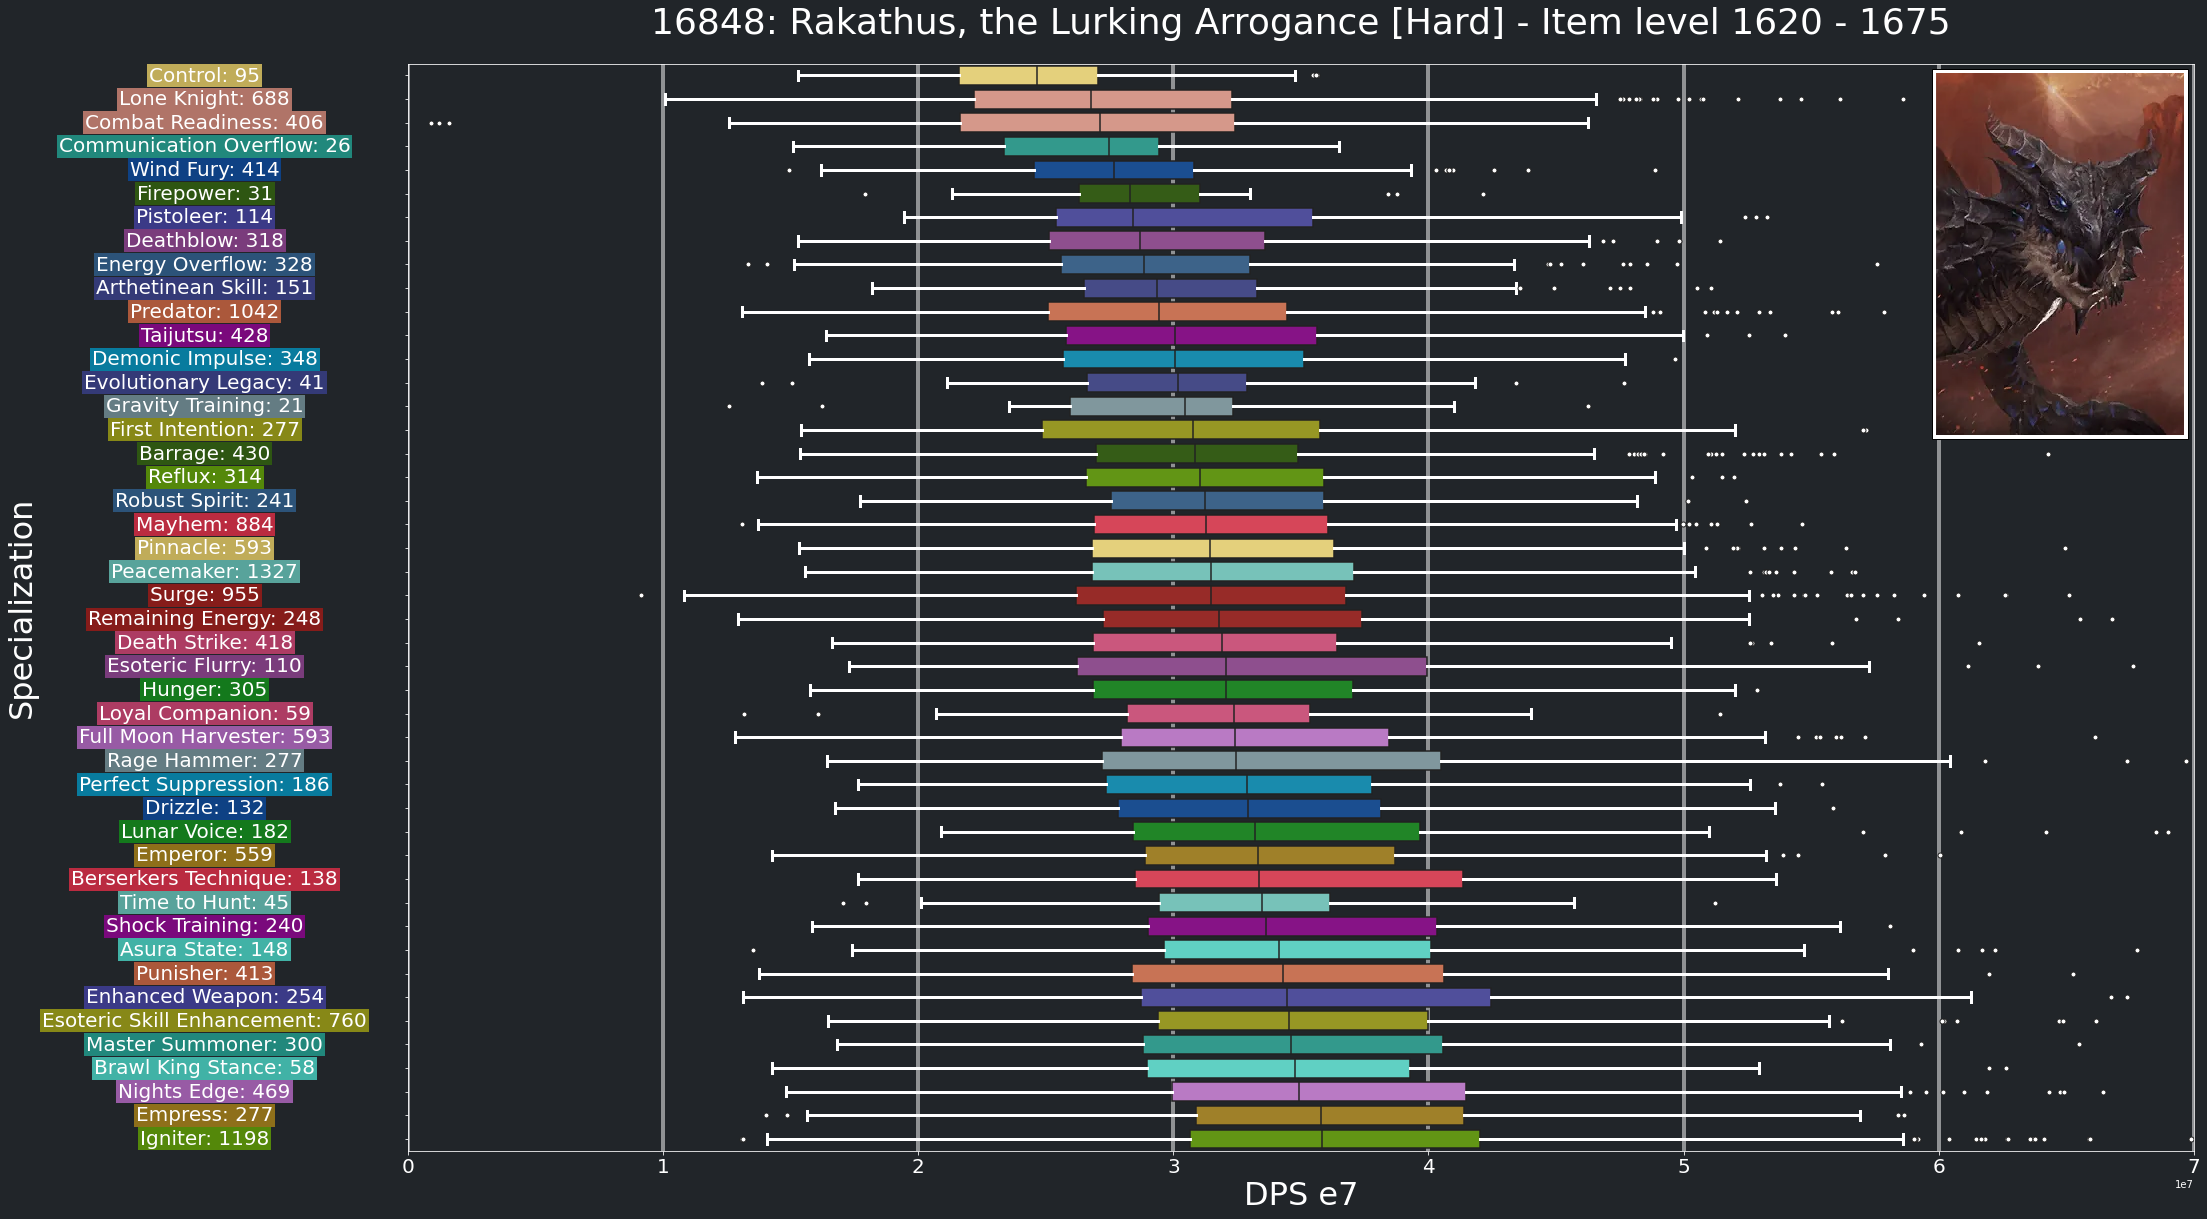 16848: Rakathus, the Lurking Arrogance [Hard] - Item level 1620 - 1675
Specialization
Control: 95
Lone Knight: 688
Combat Readiness: 406
Communication Overflow: 26
Wind Fury: 414
Firepower: 31
Pistoleer: 114
Deathblow: 318
Energy Overflow: 328
Arthetinean Skill: 151
Predator: 1042
Taijutsu: 428
Demonic Impulse: 348
Evolutionary Legacy: 41
Gravity Training: 21
First Intention: 277
Barrage: 430
Reflux: 314
Robust Spirit: 241
Mayhem: 884
Pinnacle: 593
Peacemaker: 1327
Surge: 955
Remaining Energy: 248
Death Strike: 418
Esoteric Flurry: 110
Hunger: 305
Loyal Companion: 59
Full Moon Harvester: 593
Rage Hammer: 277
Perfect Suppression: 186
Drizzle: 132
Lunar Voice: 182
Emperor: 559
Berserkers Technique: 138
Time to Hunt: 45
Shock Training: 240
Asura State: 148
Punisher: 413
Enhanced Weapon: 254
Esoteric Skill Enhancement: 760
Master Summoner: 300
Brawl King Stance: 58
Nights Edge: 469
Empress: 277
Igniter: 1198
0 1 2 3 4 5 6 7
1e7
DPS e7